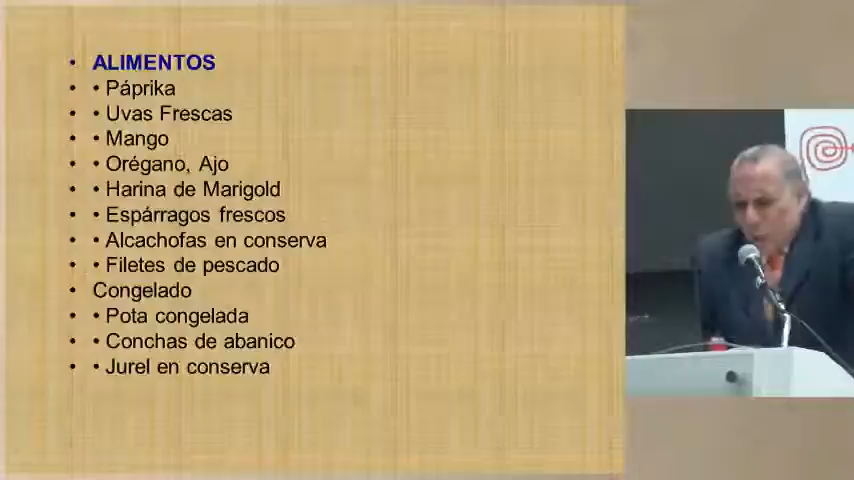 • ALIMENTOS
• • Páprika
• • Uvas Frescas
• • Mango
• • Orégano, Ajo
• • Harina de Marigold
• • Espárragos frescos
• • Alcachofas en conserva
• • Filetes de pescado
• Congelado
• • Pota congelada
• • Conchas de abanico
• • Jurel en conserva